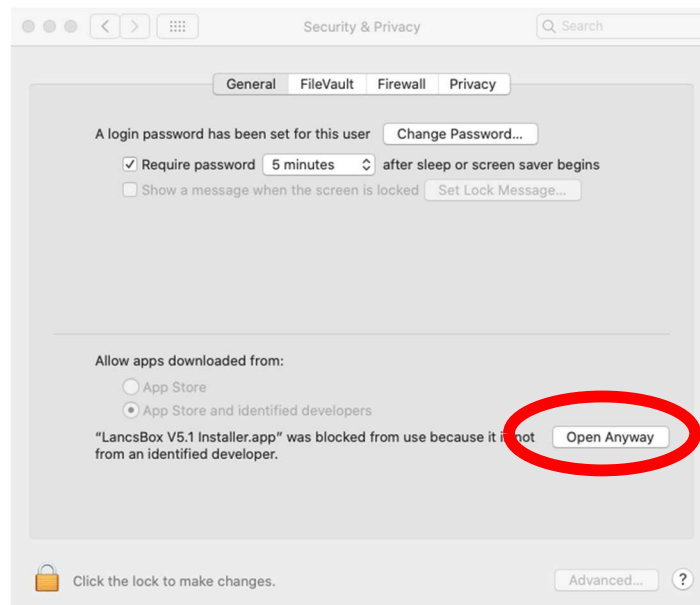 Security & Privacy
Search
General FileVault Firewall Privacy
A login password has been set for this user Change Password...
Require password 5 minutes after sleep or screen saver begins
Show a message when the screen is locked Set Lock Message...
Allow apps downloaded from:
App Store
App Store and identified developers
“LancsBox V5.1 Installer.app” was blocked from use because it is not Open Anyway
from an identified developer.
Click the lock to make changes.
Advanced... ?